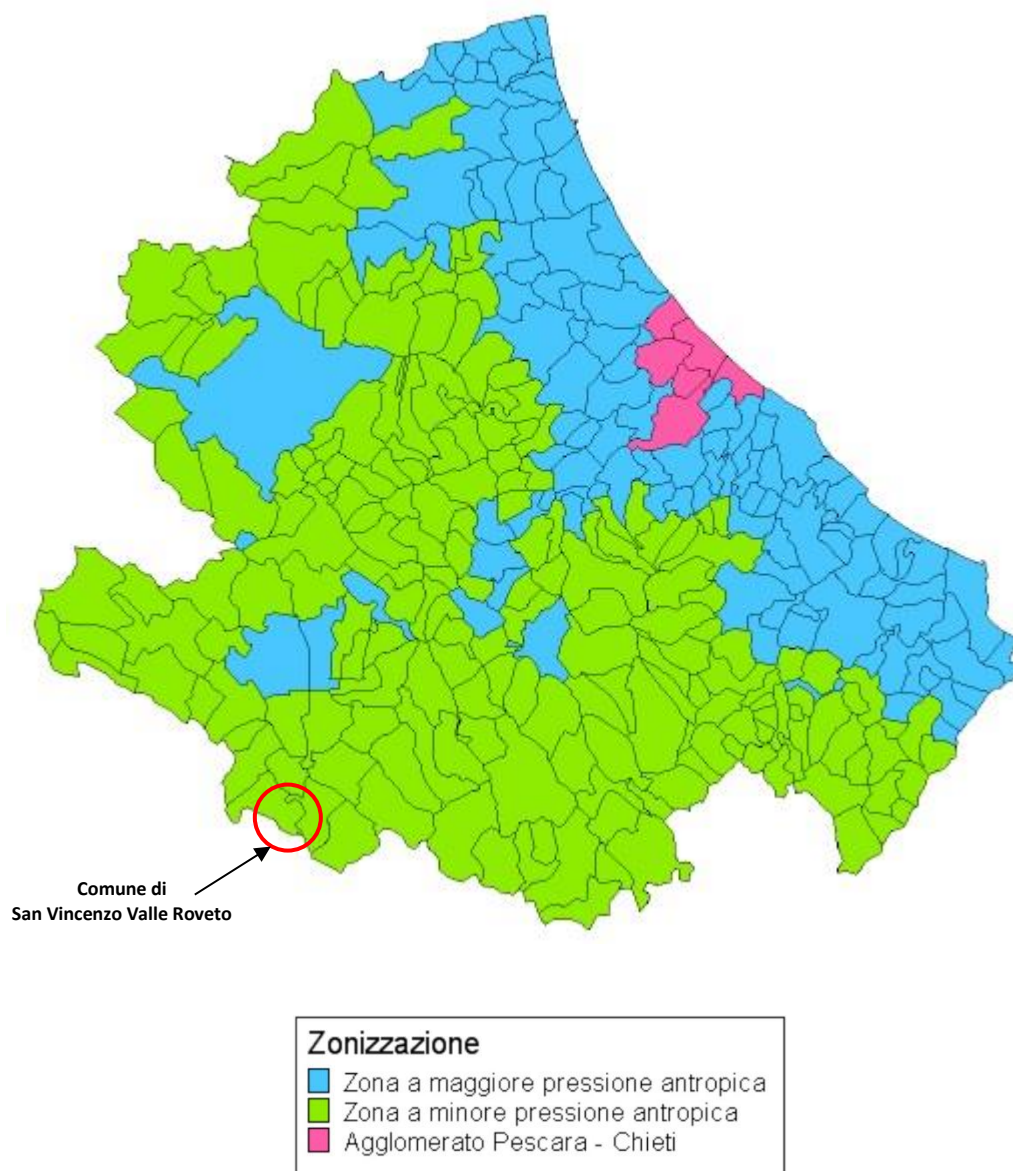 Comune di
San Vincenzo Valle Roveto
Zonizzazione
Zona a maggiore pressione antropica
Zona a minore pressione antropica
Agglomerato Pescara - Chieti